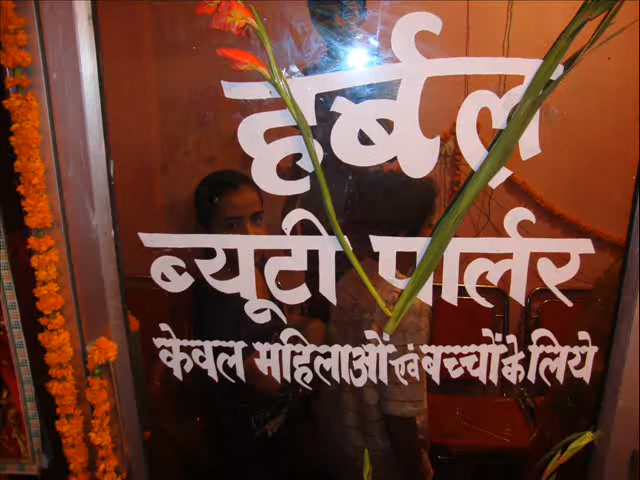 हर्बल
ब्यूटी पार्लर
केवल महिलाओं एवं बच्चों के लिये